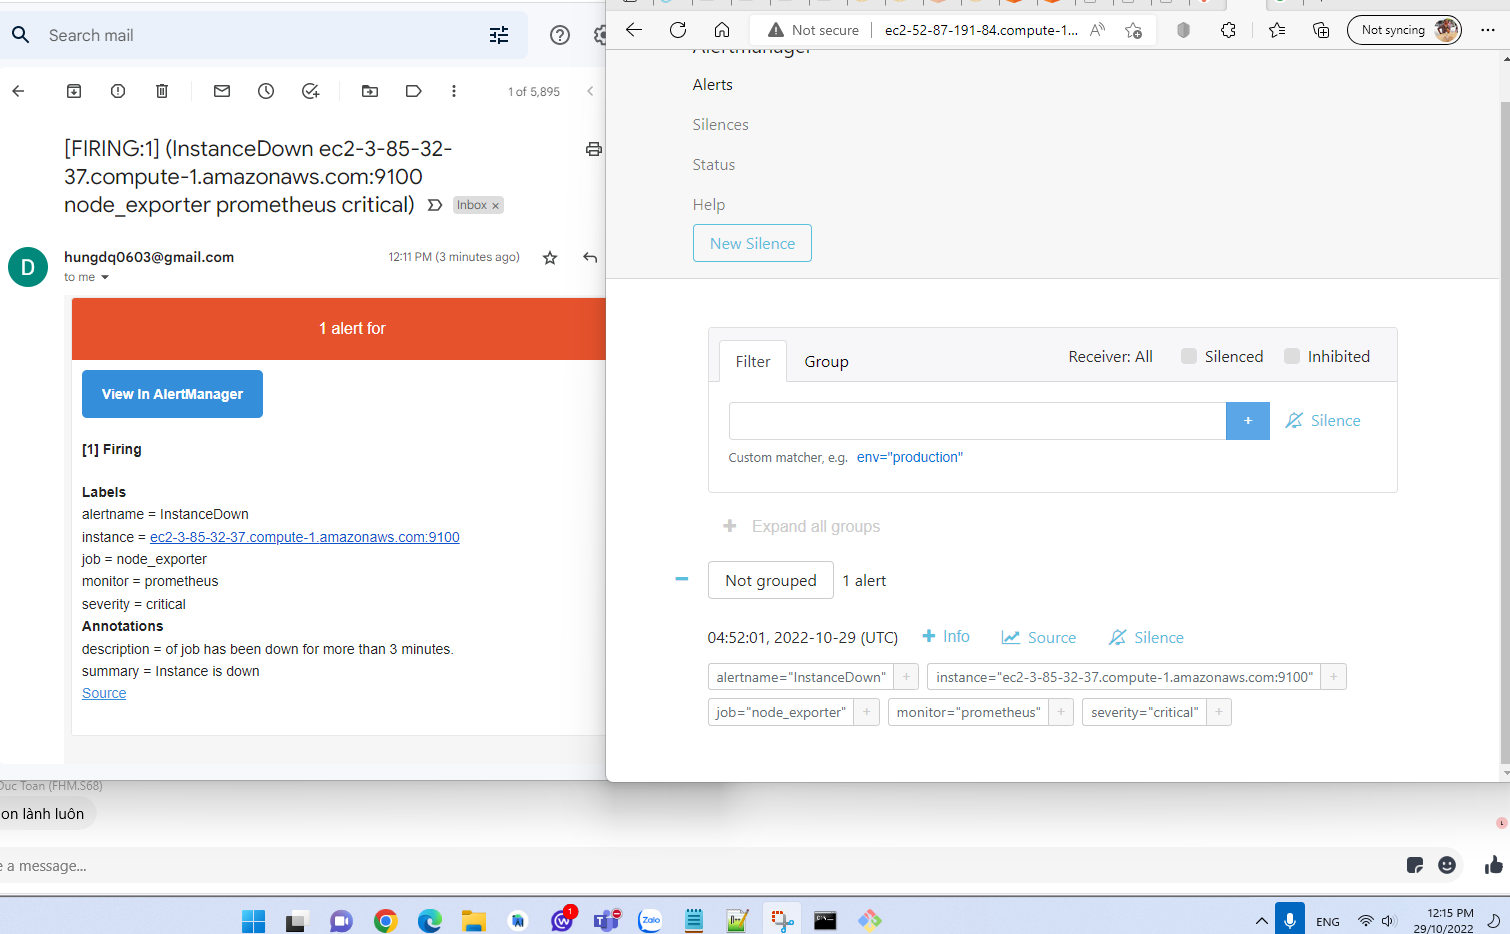 Search mail
1 of 5,895
[FIRING:1] (InstanceDown ec2-3-85-32-
37.compute-1.amazonaws.com:9100
node_exporter prometheus critical)
Inbox ×
D
hungdq0603@gmail.com
12:11 PM (3 minutes ago)
to me
1 alert for
View In AlertManager
[1] Firing
Labels
alertname = InstanceDown
instance = ec2-3-85-32-37.compute-1.amazonaws.com:9100
job = node_exporter
monitor = prometheus
severity = critical
Annotations
description = of job has been down for more than 3 minutes.
summary = Instance is down
Source
Duc Toan (FHM.S68)
on lành luôn
e a message...
Not secure
ec2-52-87-191-84.compute-1...
Not syncing
Alertmanager
Alerts
Silences
Status
Help
New Silence
Filter
Group
Receiver: All
Silenced
Inhibited
+
Silence
Custom matcher, e.g. env="production"
+ Expand all groups
Not grouped
1 alert
04:52:01, 2022-10-29 (UTC)
+ Info
Source
Silence
alertname="InstanceDown" +
instance="ec2-3-85-32-37.compute-1.amazonaws.com:9100" +
job="node_exporter" +
monitor="prometheus" +
severity="critical" +
1
Zalo
ENG
12:15 PM
29/10/2022